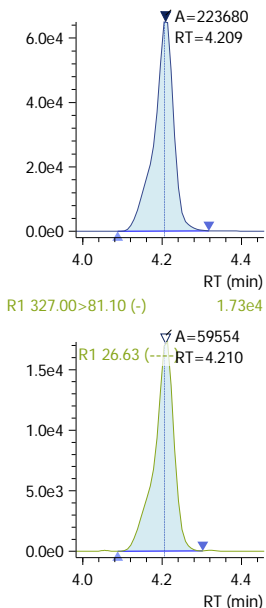 A=223680
RT=4.209
6.0e4
4.0e4
2.0e4
0.0e0
4.0 4.2 4.4
RT (min)
R1 327.00>81.10 (-) 1.73e4
A=59554
R1 26.63 (----)
RT=4.210
1.5e4
1.0e4
5.0e3
0.0e0
4.0 4.2 4.4
RT (min)